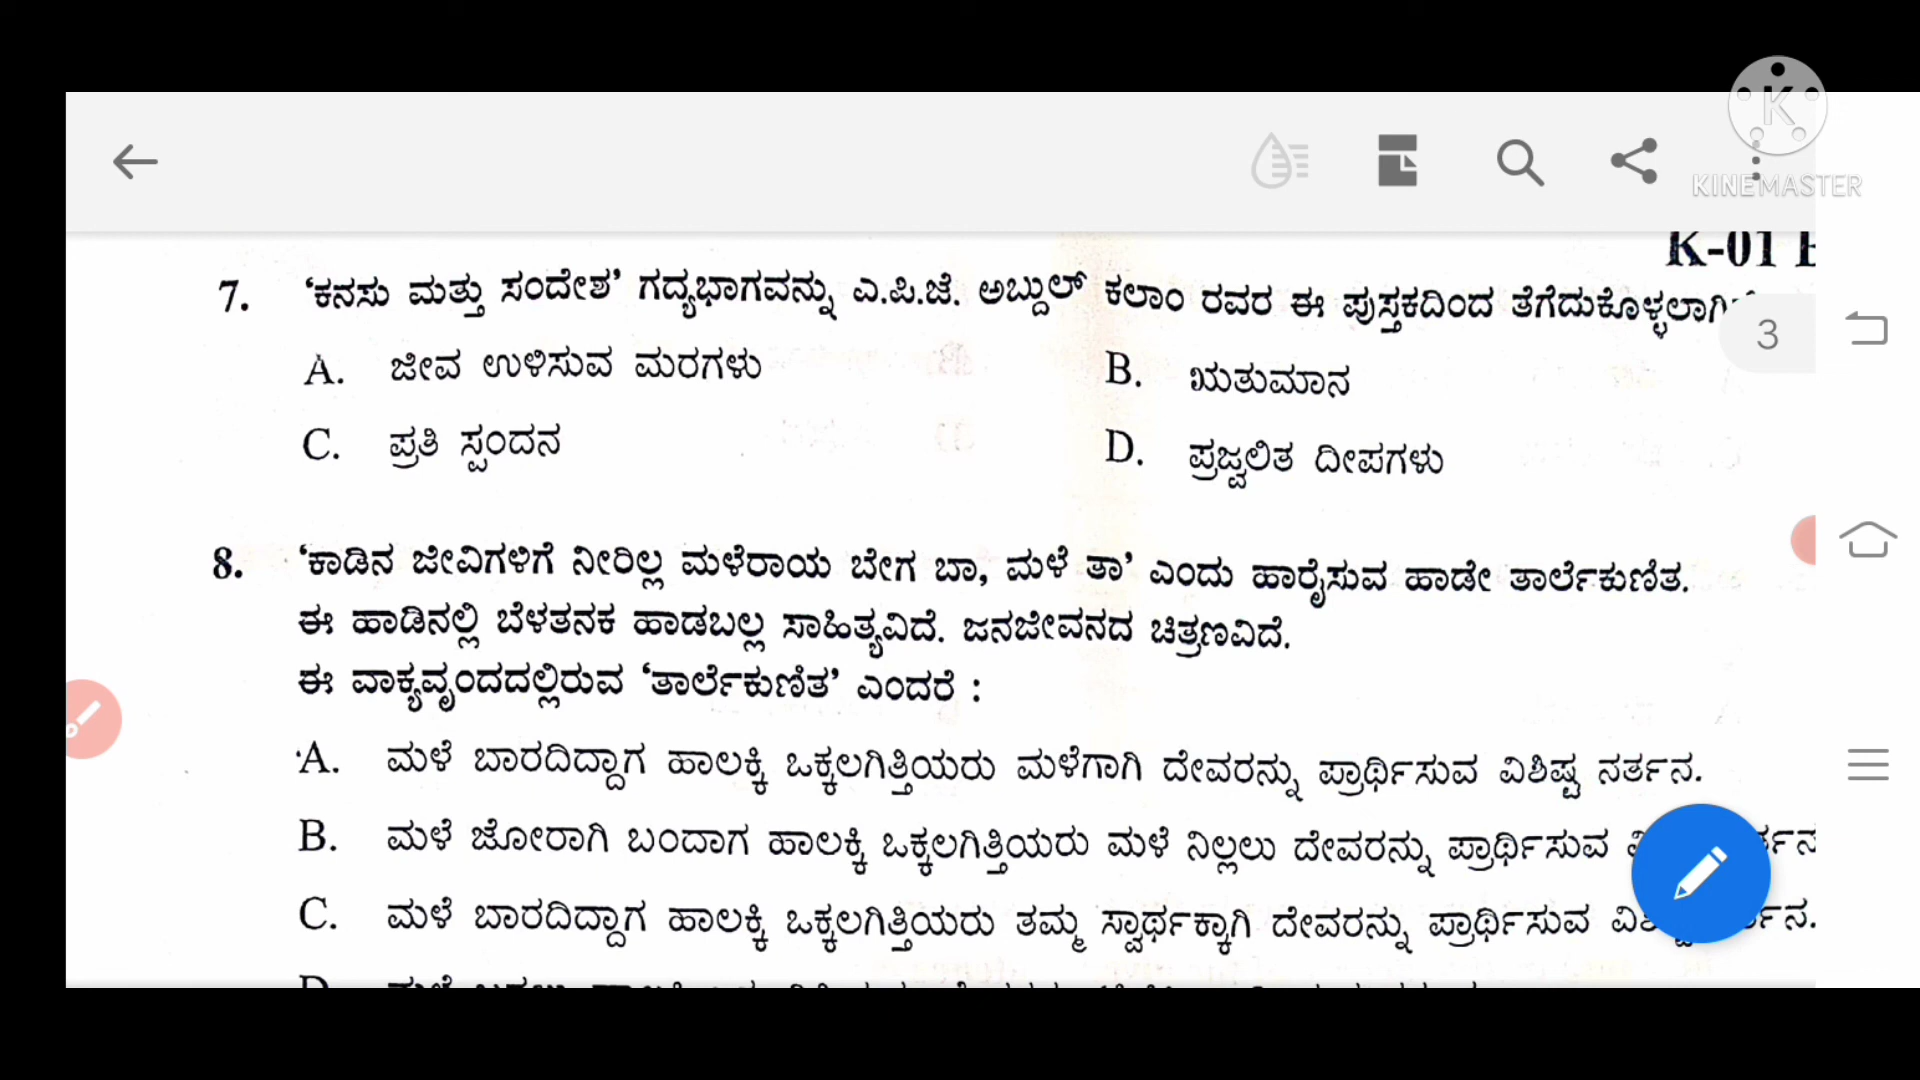 KINEMASTER
K-01
7. ‘ಕನಸು ಮತ್ತು ಸಂದೇಶ’ ಗದ್ಯಭಾಗವನ್ನು ಎ.ಪಿ.ಜೆ. ಅಬ್ದುಲ್ ಕಲಾಂ ರವರ ಈ ಪುಸ್ತಕದಿಂದ
3
A. ಜೀವ ಉಳಿಸುವ ಮರಗಳು B. ಋತುಮಾನ
C. ಪ್ರತಿ ಸ್ಪಂದನ D. ಪ್ರಜ್ವಲಿತ ದೀಪಗಳು
8. ‘ಕಾಡಿನ ಜೀವಿಗಳಿಗೆ ನೀರಿಲ್ಲ ಮಳೆರಾಯ ಬೇಗ ಬಾ, ಮಳೆ ತಾ’ ಎಂದು ಹಾರೈಸುವ ಹಾಡೇ ತಾರ್ಲೆಕುಣಿತ.
ಈ ಹಾಡಿನಲ್ಲಿ ಬೆಳತನಕ ಹಾಡಬಲ್ಲ ಸಾಹಿತ್ಯವಿದೆ. ಜನಜೀವನದ ಚಿತ್ರಣವಿದೆ.
ಈ ವಾಕ್ಯವೃಂದದಲ್ಲಿರುವ ‘ತಾರ್ಲೆಕುಣಿತ’ ಎಂದರೆ :
A. ಮಳೆ ಬಾರದಿದ್ದಾಗ ಹಾಲಕ್ಕಿ ಒಕ್ಕಲಗಿತ್ತಿಯರು ಮಳೆಗಾಗಿ ದೇವರನ್ನು ಪ್ರಾರ್ಥಿಸುವ ವಿಶಿಷ್ಟ ನರ್ತನ.
B. ಮಳೆ ಜೋರಾಗಿ ಬಂದಾಗ ಹಾಲಕ್ಕಿ ಒಕ್ಕಲಗಿತ್ತಿಯರು ಮಳೆ ನಿಲ್ಲಲು ದೇವರನ್ನು ಪ್ರಾರ್ಥಿಸುವ
C. ಮಳೆ ಬಾರದಿದ್ದಾಗ ಹಾಲಕ್ಕಿ ಒಕ್ಕಲಗಿತ್ತಿಯರು ತಮ್ಮ ಸ್ವಾರ್ಥಕ್ಕಾಗಿ ದೇವರನ್ನು ಪ್ರಾರ್ಥಿಸುವ